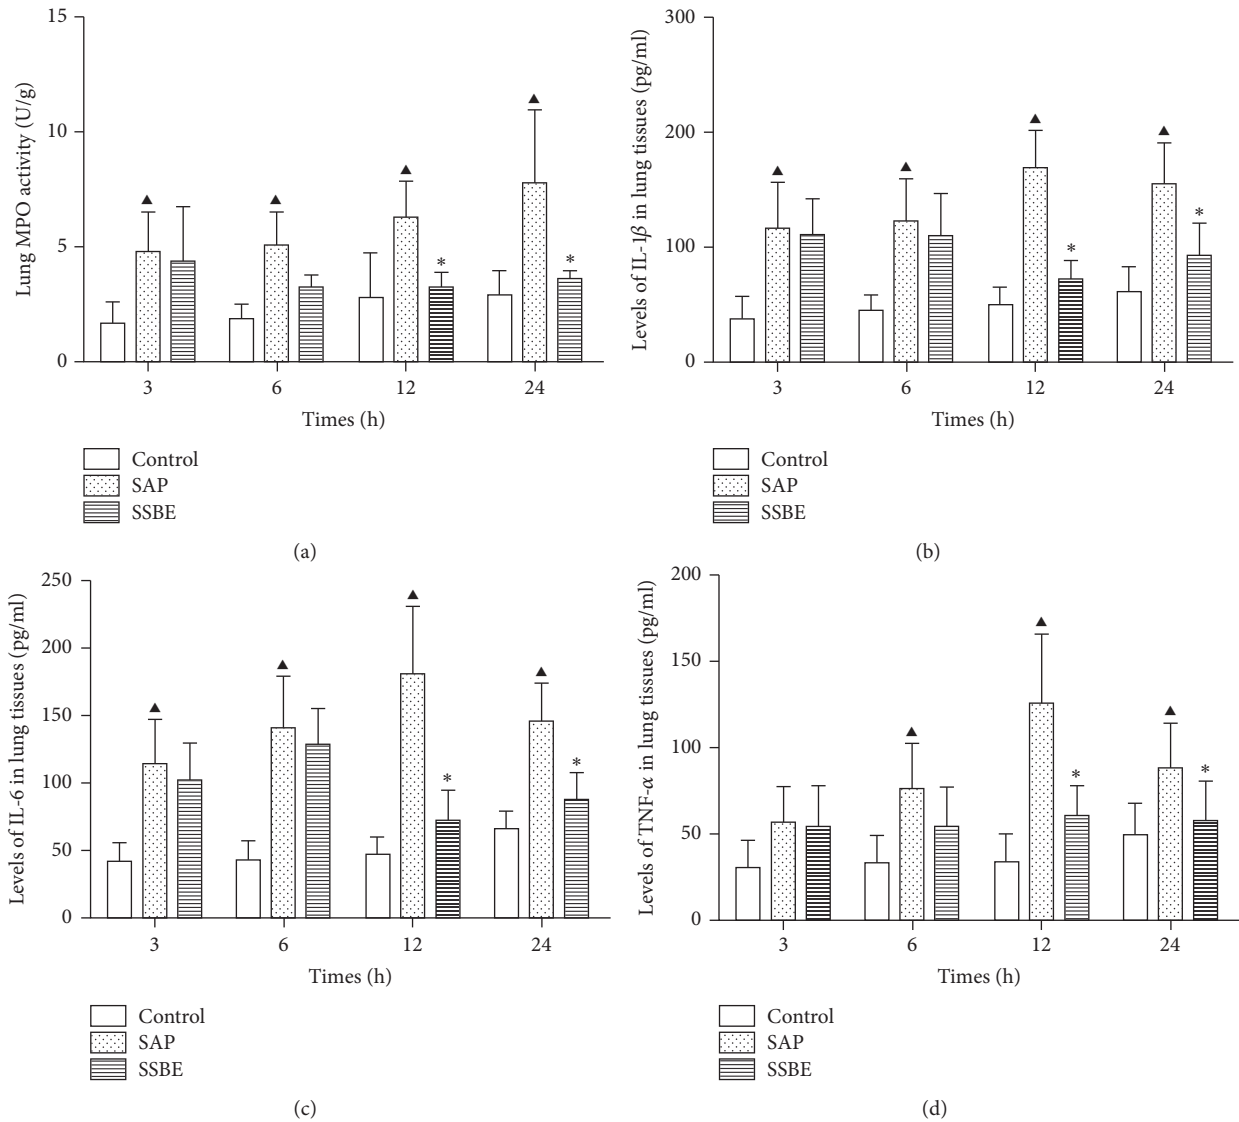 Lung MPO activity (U/g)
15
10
5
0
▲
▲
▲
*
▲
*
3
6
12
24
Times (h)
Control
SAP
SSBE
(a)
Levels of IL-1β in lung tissues (pg/ml)
300
200
100
0
▲
▲
▲
*
▲
*
3
6
12
24
Times (h)
Control
SAP
SSBE
(b)
Levels of IL-6 in lung tissues (pg/ml)
250
200
150
100
50
0
▲
▲
▲
*
▲
*
3
6
12
24
Times (h)
Control
SAP
SSBE
(c)
Levels of TNF-α in lung tissues (pg/ml)
200
150
100
50
0
▲
▲
*
▲
*
3
6
12
24
Times (h)
Control
SAP
SSBE
(d)